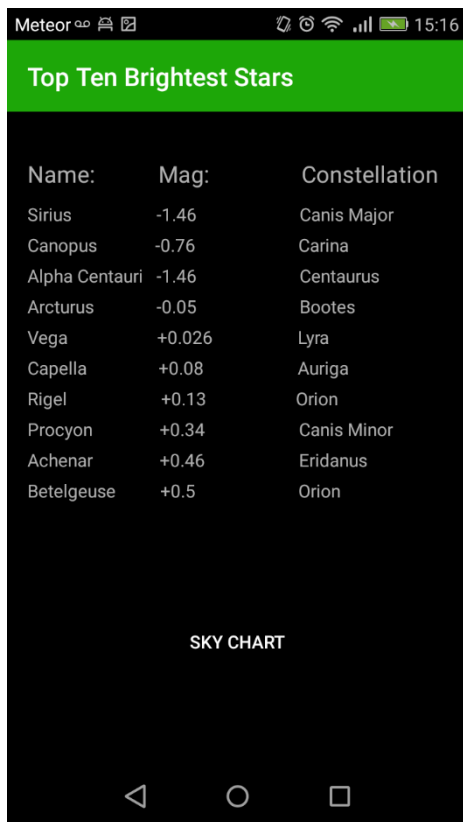 Meteor 15:16
Top Ten Brightest Stars
Name: Mag: Constellation
Sirius -1.46 Canis Major
Canopus -0.76 Carina
Alpha Centauri -1.46 Centaurus
Arcturus -0.05 Bootes
Vega +0.026 Lyra
Capella +0.08 Auriga
Rigel +0.13 Orion
Procyon +0.34 Canis Minor
Achenar +0.46 Eridanus
Betelgeuse +0.5 Orion
SKY CHART